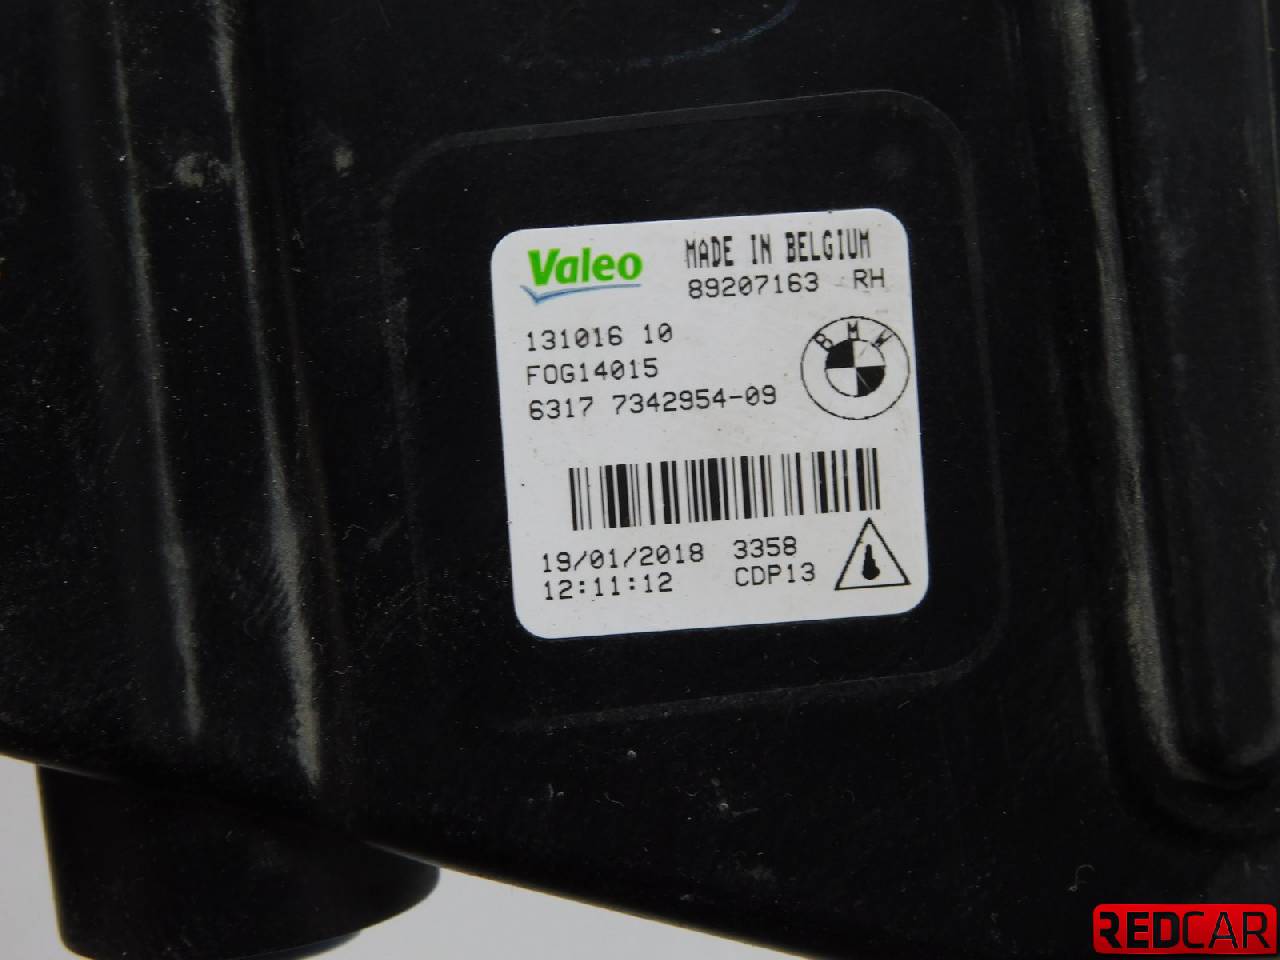 Valeo MADE IN BELGIUM
89207163 RH
131016 10
FOG14015
6317 7342954-09
BMW
19/01/2018 3358
12:11:12 CDP13
REDCAR